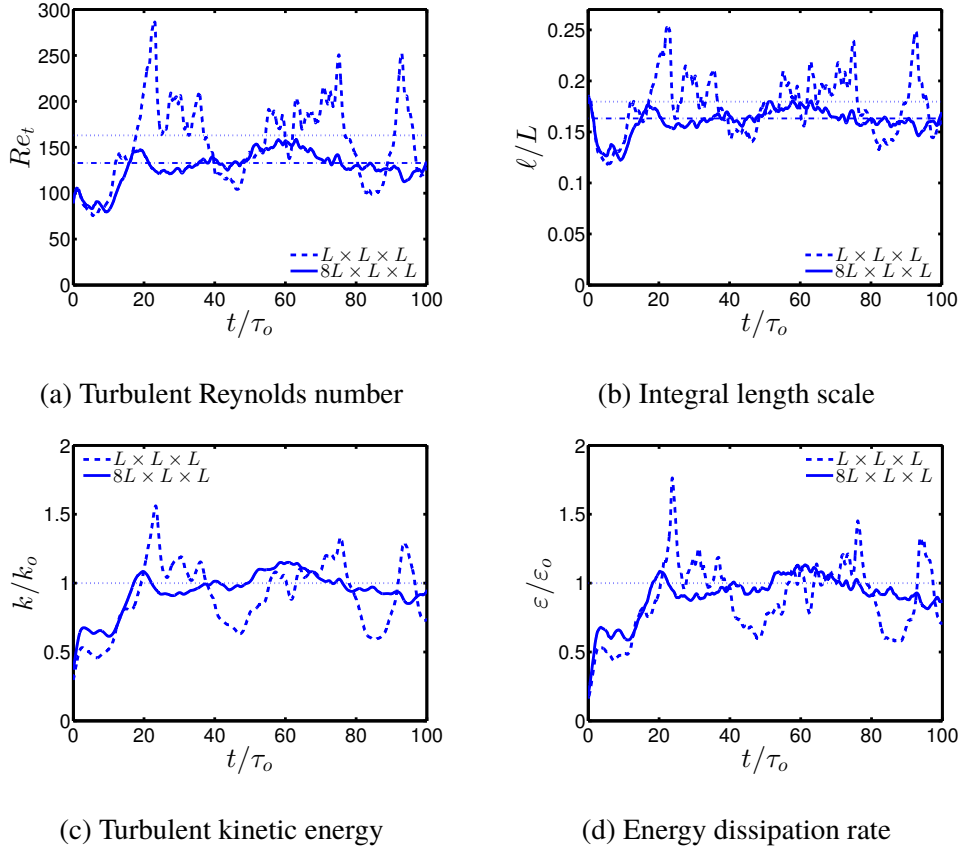 300
250
200
150
100
50
0
0 20 40 60 80 100
Re_t
t/τ_o
L × L × L
8L × L × L
(a) Turbulent Reynolds number
0.25
0.2
0.15
0.1
0.05
0
0 20 40 60 80 100
ℓ/L
t/τ_o
L × L × L
8L × L × L
(b) Integral length scale
2
1.5
1
0.5
0
0 20 40 60 80 100
k/k_o
t/τ_o
L × L × L
8L × L × L
(c) Turbulent kinetic energy
2
1.5
1
0.5
0
0 20 40 60 80 100
ε/ε_o
t/τ_o
L × L × L
8L × L × L
(d) Energy dissipation rate